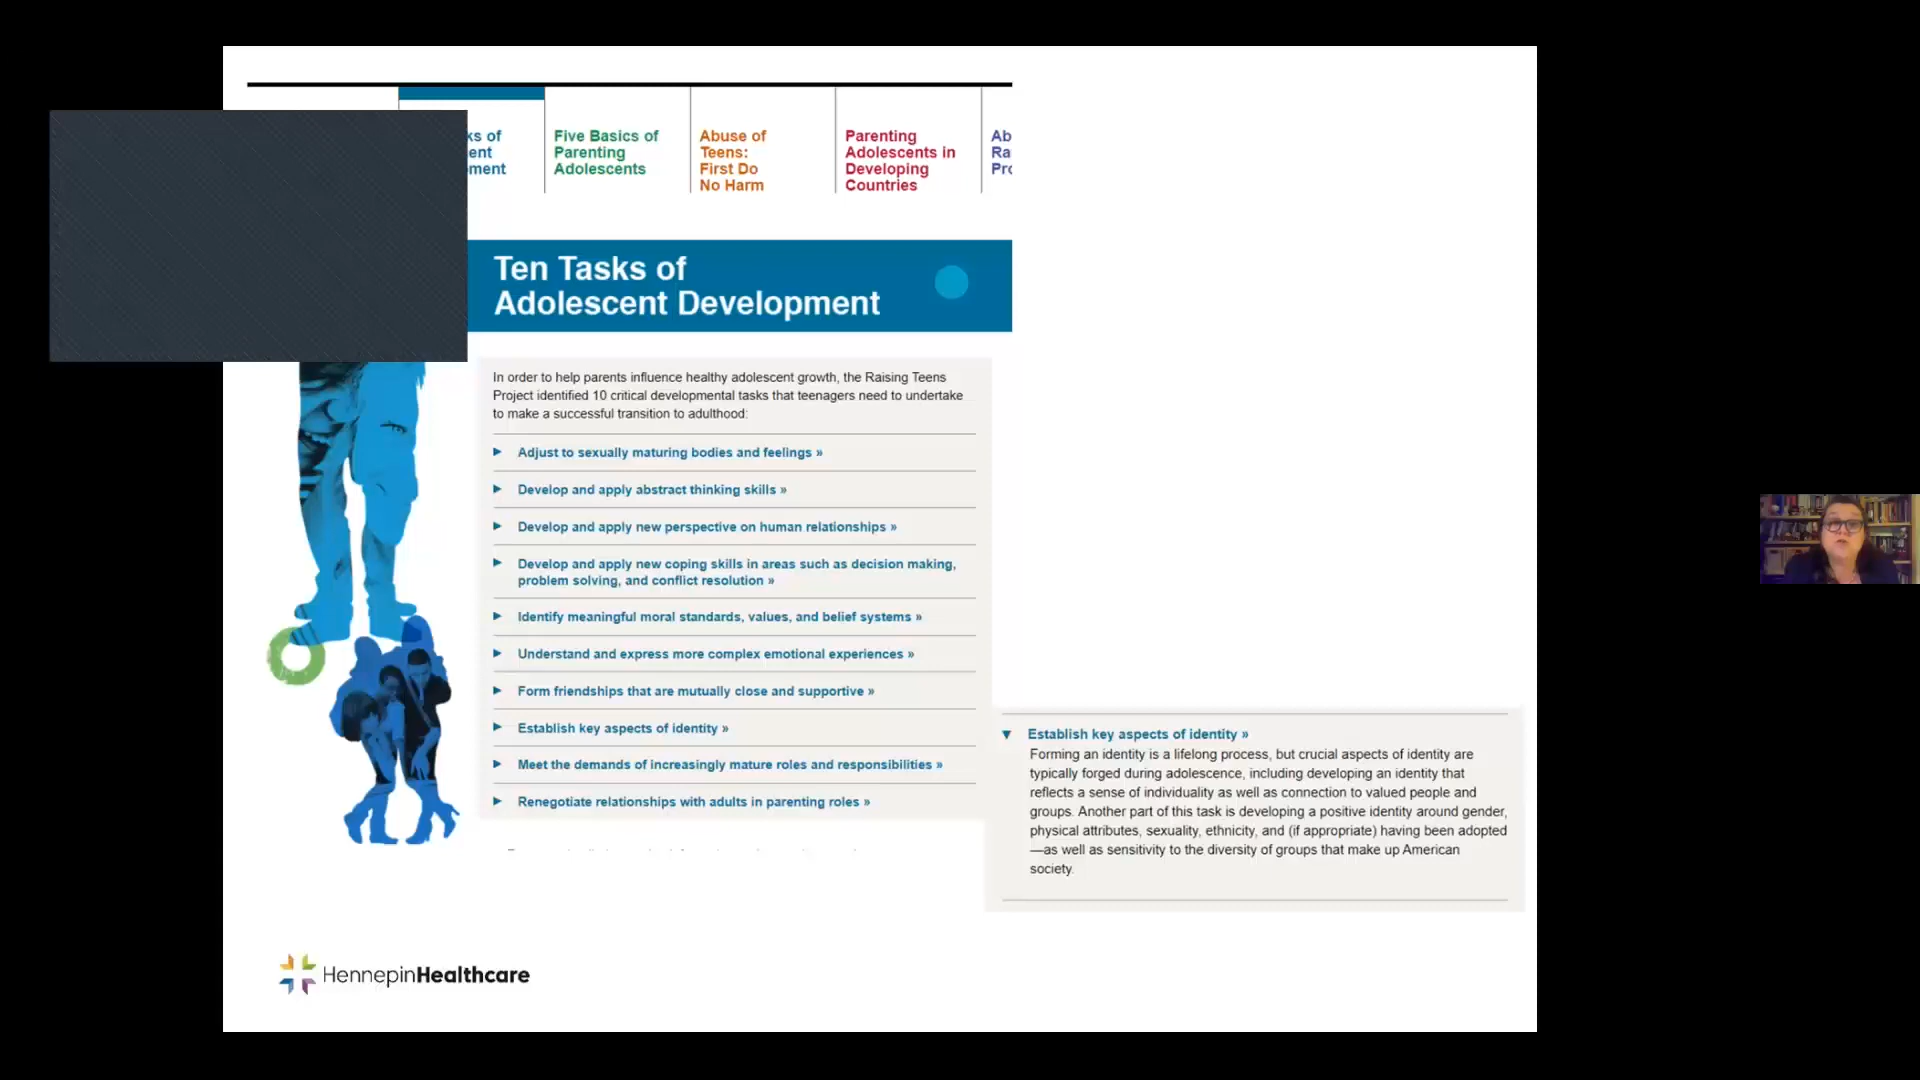 ks of
ent
ment
Five Basics of
Parenting
Adolescents
Abuse of
Teens:
First Do
No Harm
Parenting
Adolescents in
Developing
Countries
Ab
Ra
Pro
Ten Tasks of
Adolescent Development
In order to help parents influence healthy adolescent growth, the Raising Teens
Project identified 10 critical developmental tasks that teenagers need to undertake
to make a successful transition to adulthood:
Adjust to sexually maturing bodies and feelings »
Develop and apply abstract thinking skills »
Develop and apply new perspective on human relationships »
Develop and apply new coping skills in areas such as decision making,
problem solving, and conflict resolution »
Identify meaningful moral standards, values, and belief systems »
Understand and express more complex emotional experiences »
Form friendships that are mutually close and supportive »
Establish key aspects of identity »
Meet the demands of increasingly mature roles and responsibilities »
Renegotiate relationships with adults in parenting roles »
Establish key aspects of identity »
Forming an identity is a lifelong process, but crucial aspects of identity are
typically forged during adolescence, including developing an identity that
reflects a sense of individuality as well as connection to valued people and
groups. Another part of this task is developing a positive identity around gender,
physical attributes, sexuality, ethnicity, and (if appropriate) having been adopted
—as well as sensitivity to the diversity of groups that make up American
society.
HennepinHealthcare